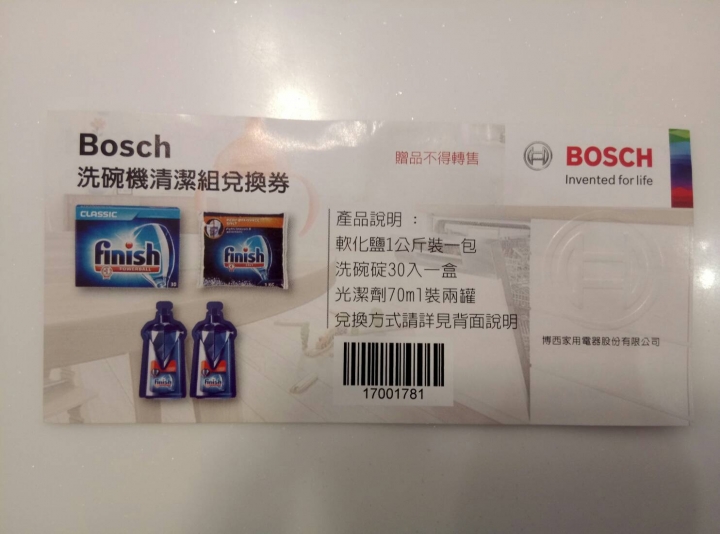 Bosch
洗碗機清潔組兌換券
贈品不得轉售
BOSCH
Invented for life
CLASSIC
finish
POWERBALL
finish
finish
finish
產品說明：
軟化鹽1公斤裝一包
洗碗碇30入一盒
光潔劑70ml裝兩罐
兌換方式請詳見背面說明
17001781
博西家用電器股份有限公司